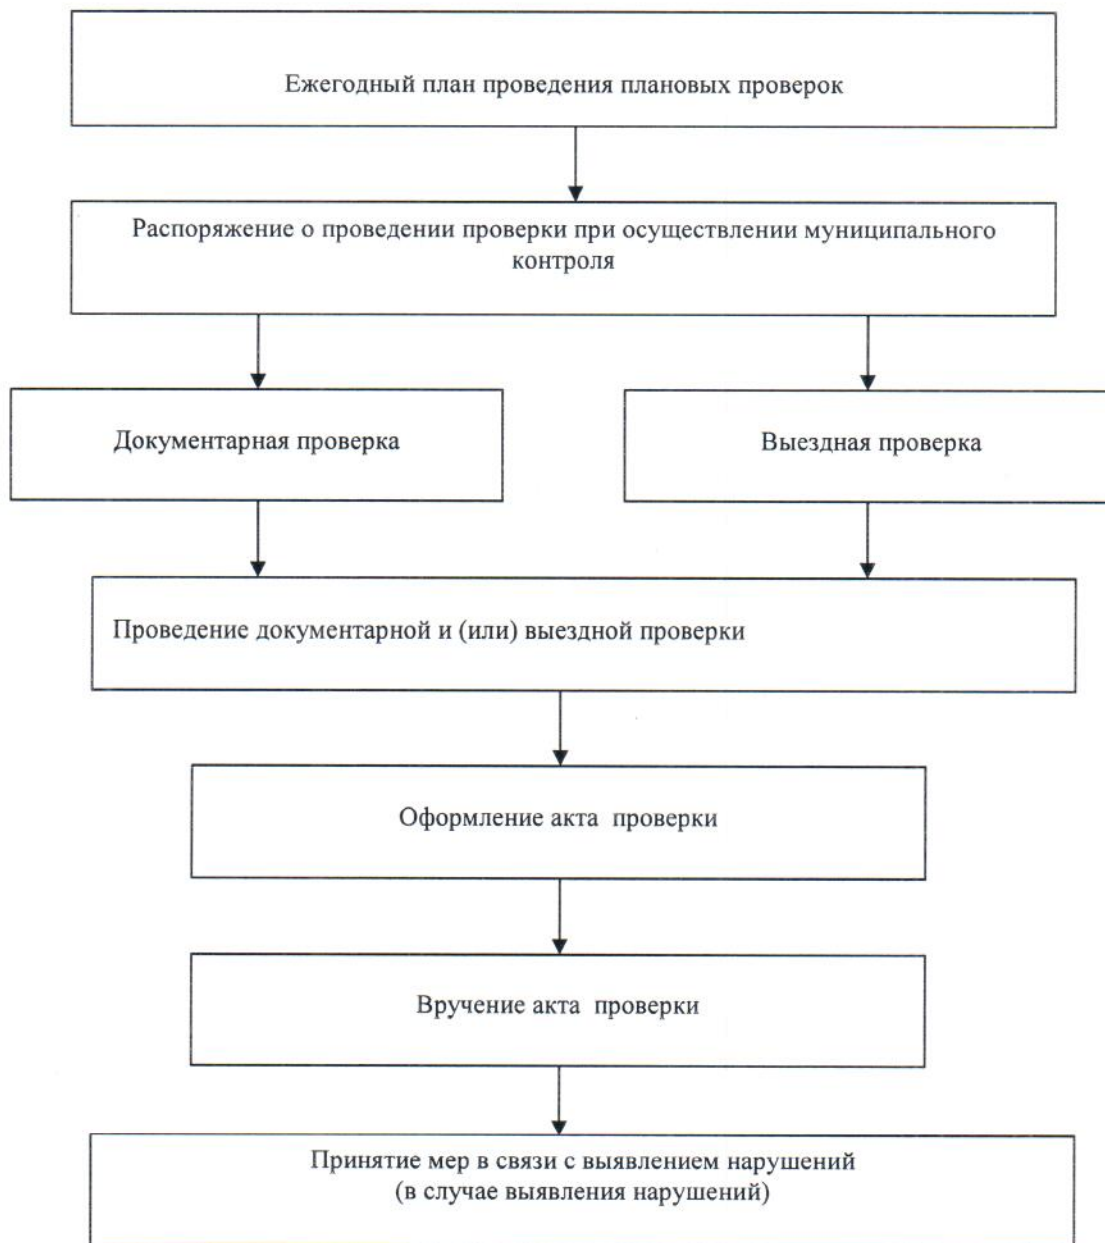 Ежегодный план проведения плановых проверок
Распоряжение о проведении проверки при осуществлении муниципального
контроля
Документарная проверка
Выездная проверка
Проведение документарной и (или) выездной проверки
Оформление акта проверки
Вручение акта проверки
Принятие мер в связи с выявлением нарушений
(в случае выявления нарушений)